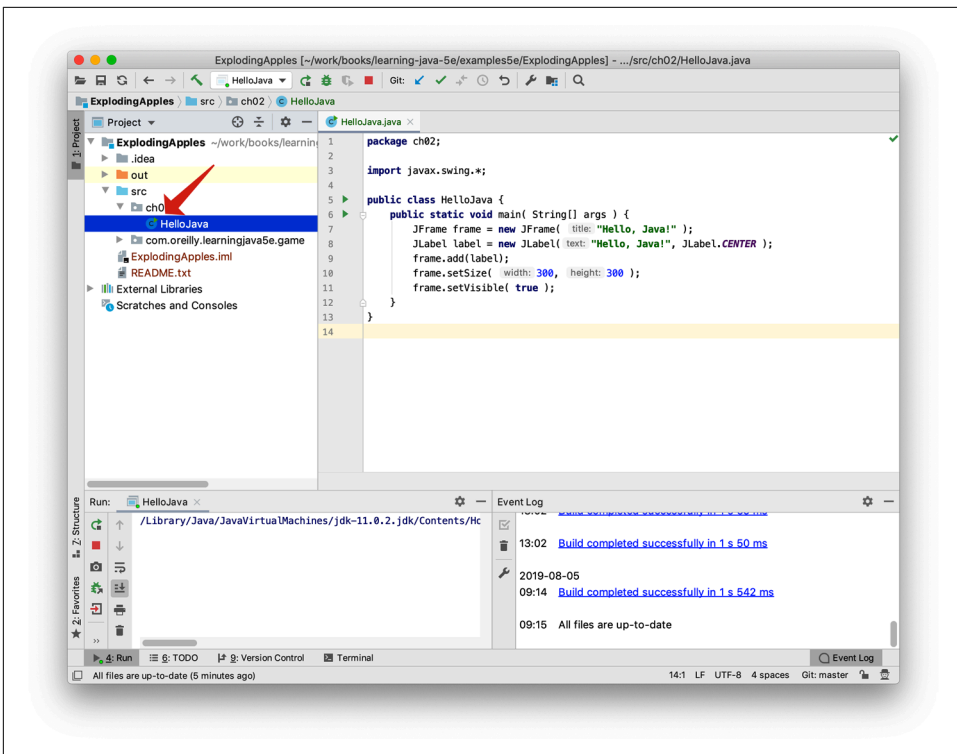 ExplodingApples [~/work/books/learning-java-5e/examples5e/ExplodingApples] - .../src/ch02/HelloJava.java
HelloJava
Git:
ExplodingApples src ch02 HelloJava
1: Project
Project
ExplodingApples ~/work/books/learning
.idea
out
src
ch0
HelloJava
com.oreilly.learningjava5e.game
ExplodingApples.iml
README.txt
External Libraries
Scratches and Consoles
HelloJava.java
1 package ch02;
2
3 import javax.swing.*;
4
5 public class HelloJava {
6 public static void main( String[] args ) {
7 JFrame frame = new JFrame( title: "Hello, Java!" );
8 JLabel label = new JLabel( text: "Hello, Java!", JLabel.CENTER );
9 frame.add(label);
10 frame.setSize( width: 300, height: 300 );
11 frame.setVisible( true );
12 }
13 }
14
Z: Structure
2: Favorites
Run: HelloJava
/Library/Java/JavaVirtualMachines/jdk-11.0.2.jdk/Contents/Ho
Event Log
13:02 Build completed successfully in 1 s 50 ms
2019-08-05
09:14 Build completed successfully in 1 s 542 ms
09:15 All files are up-to-date
4: Run 6: TODO 9: Version Control Terminal Event Log
All files are up-to-date (5 minutes ago) 14:1 LF UTF-8 4 spaces Git: master